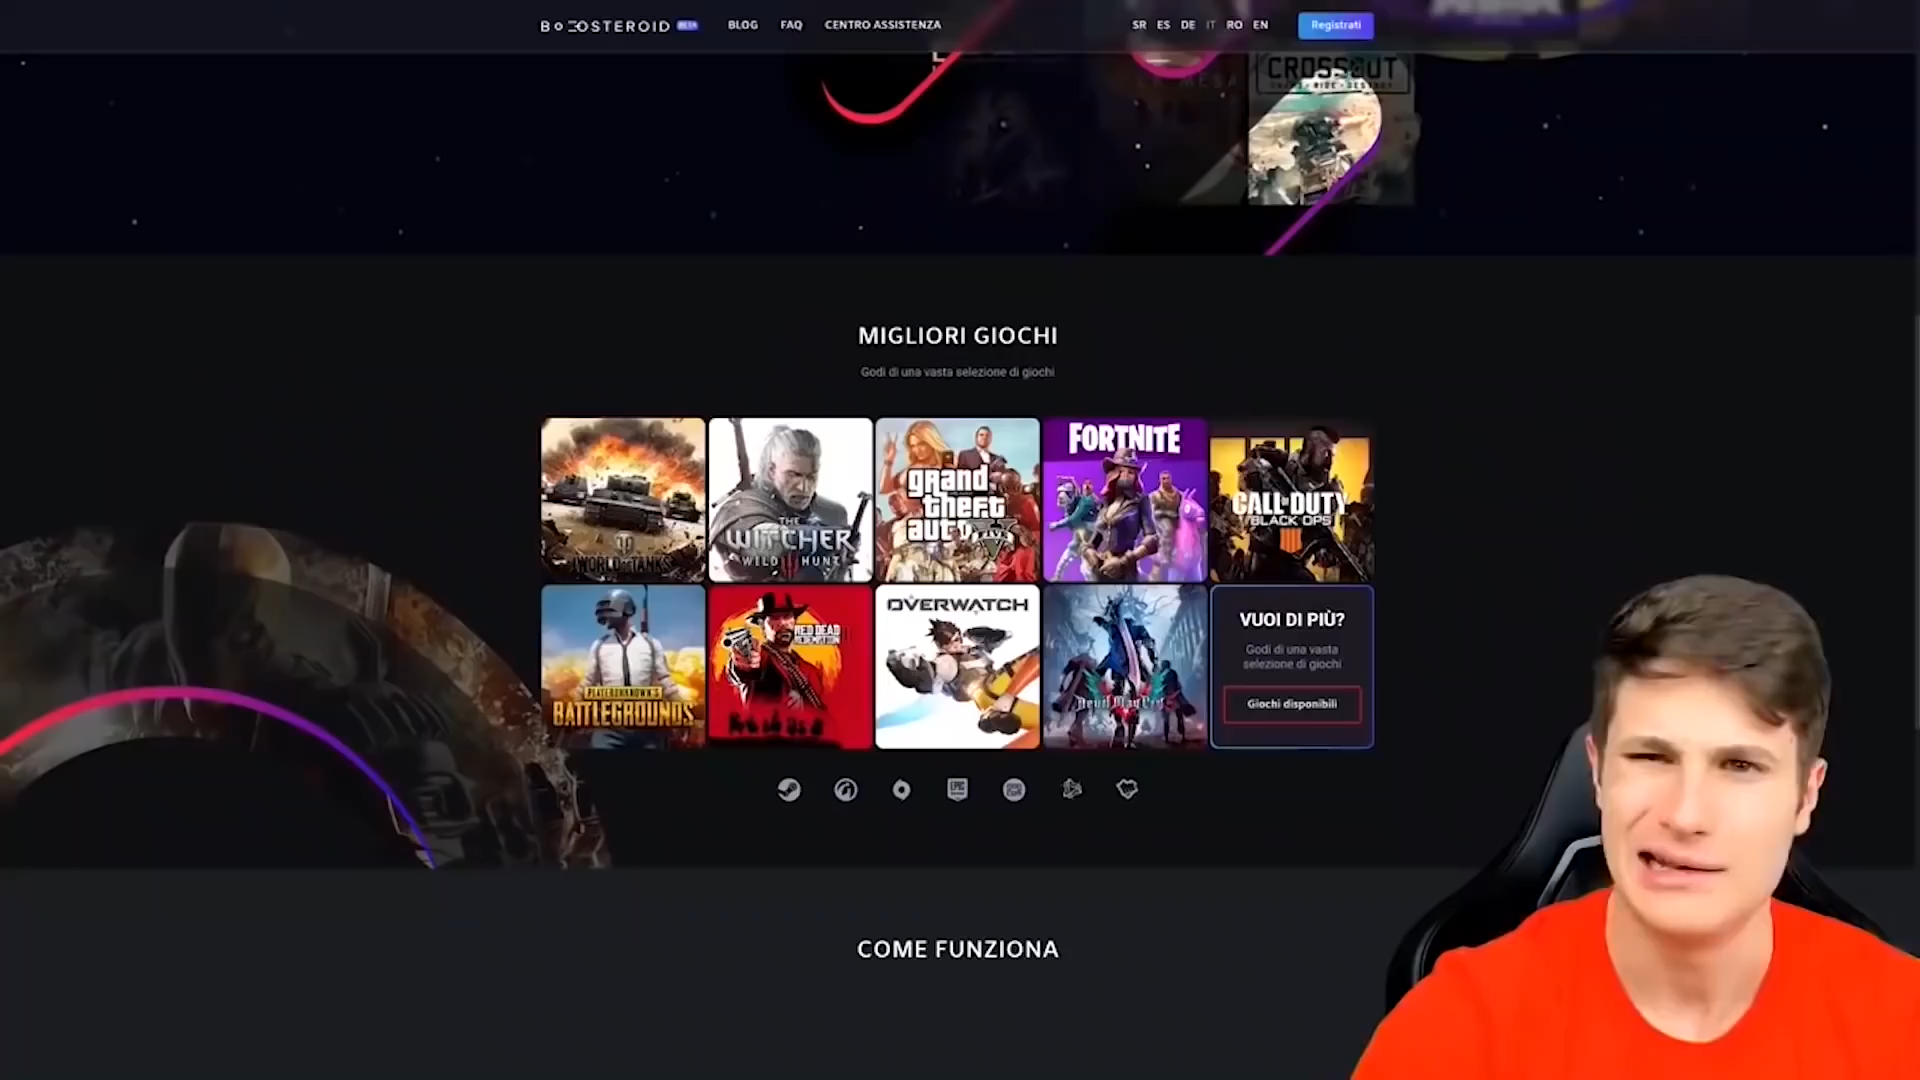 BOOSTEROID BETA
BLOG FAQ CENTRO ASSISTENZA
SR ES DE IT RO EN
Registrati
CROSSOUT
MIGLIORI GIOCHI
Godi di una vasta selezione di giochi
WORLD OF TANKS
THE
WITCHER
WILD HUNT
grand
theft
auto
V
FORTNITE
CALL OF DUTY
BLACK OPS
IIII
PLAYERUNKNOWN'S
BATTLEGROUNDS
RED DEAD
REDEMPTION
OVERWATCH
Devil May Cry
VUOI DI PIÙ?
Godi di una vasta
selezione di giochi
Giochi disponibili
EPIC
COME FUNZIONA